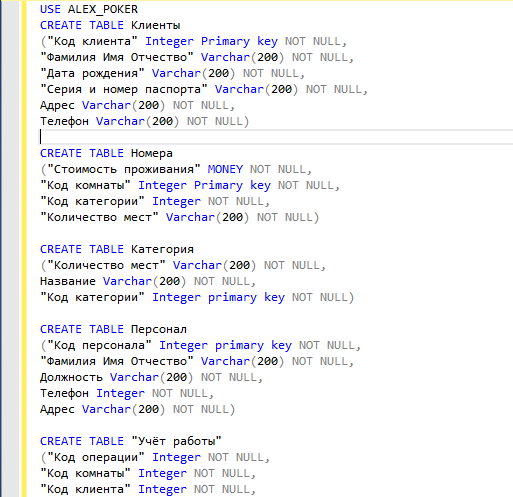 USE ALEX_POKER
CREATE TABLE Клиенты
("Код клиента" Integer Primary key NOT NULL,
"Фамилия Имя Отчество" Varchar(200) NOT NULL,
"Дата рождения" Varchar(200) NOT NULL,
"Серия и номер паспорта" Varchar(200) NOT NULL,
Адрес Varchar(200) NOT NULL,
Телефон Varchar(200) NOT NULL)
CREATE TABLE Номера
("Стоимость проживания" MONEY NOT NULL,
"Код комнаты" Integer Primary key NOT NULL,
"Код категории" Integer NOT NULL,
"Количество мест" Varchar(200) NOT NULL)
CREATE TABLE Категория
("Количество мест" Varchar(200) NOT NULL,
Название Varchar(200) NOT NULL,
"Код категории" Integer primary key NOT NULL)
CREATE TABLE Персонал
("Код персонала" Integer primary key NOT NULL,
"Фамилия Имя Отчество" Varchar(200) NOT NULL,
Должность Varchar(200) NOT NULL,
Телефон Integer NOT NULL,
Адрес Varchar(200) NOT NULL)
CREATE TABLE "Учёт работы"
("Код операции" Integer NOT NULL,
"Код комнаты" Integer NOT NULL,
"Код клиента" Integer NOT NULL,